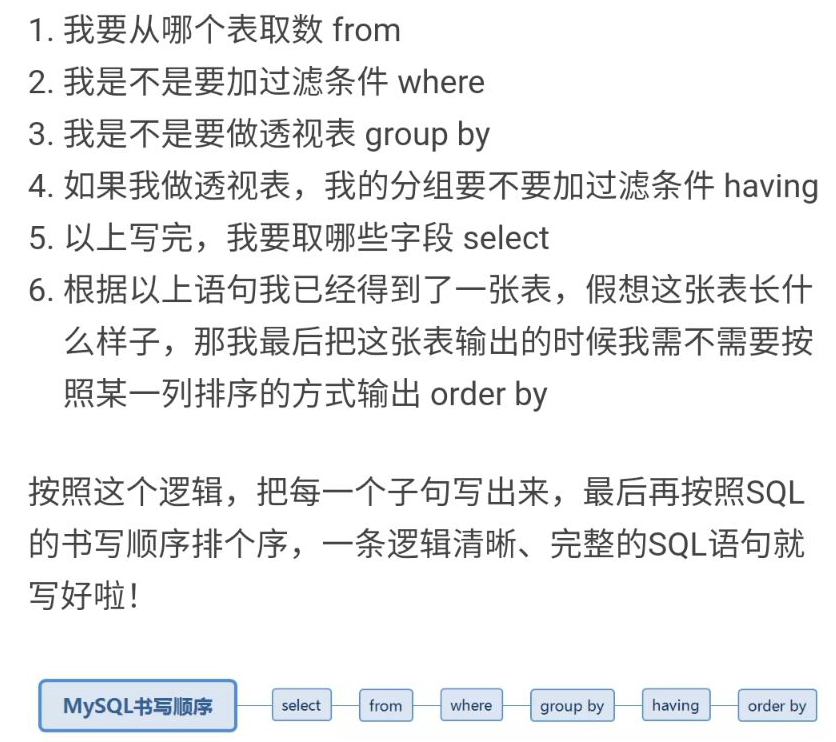 1. 我要从哪个表取数 from
2. 我是不是要加过滤条件 where
3. 我是不是要做透视表 group by
4. 如果我做透视表，我的分组要不要加过滤条件 having
5. 以上写完，我要取哪些字段 select
6. 根据以上语句我已经得到了一张表，假想这张表长什
么样子，那我最后把这张表输出的时候我需不需要按
照某一列排序的方式输出 order by
按照这个逻辑，把每一个子句写出来，最后再按照SQL
的书写顺序排个序，一条逻辑清晰、完整的SQL语句就
写好啦！
MySQL书写顺序 select from where group by having order by